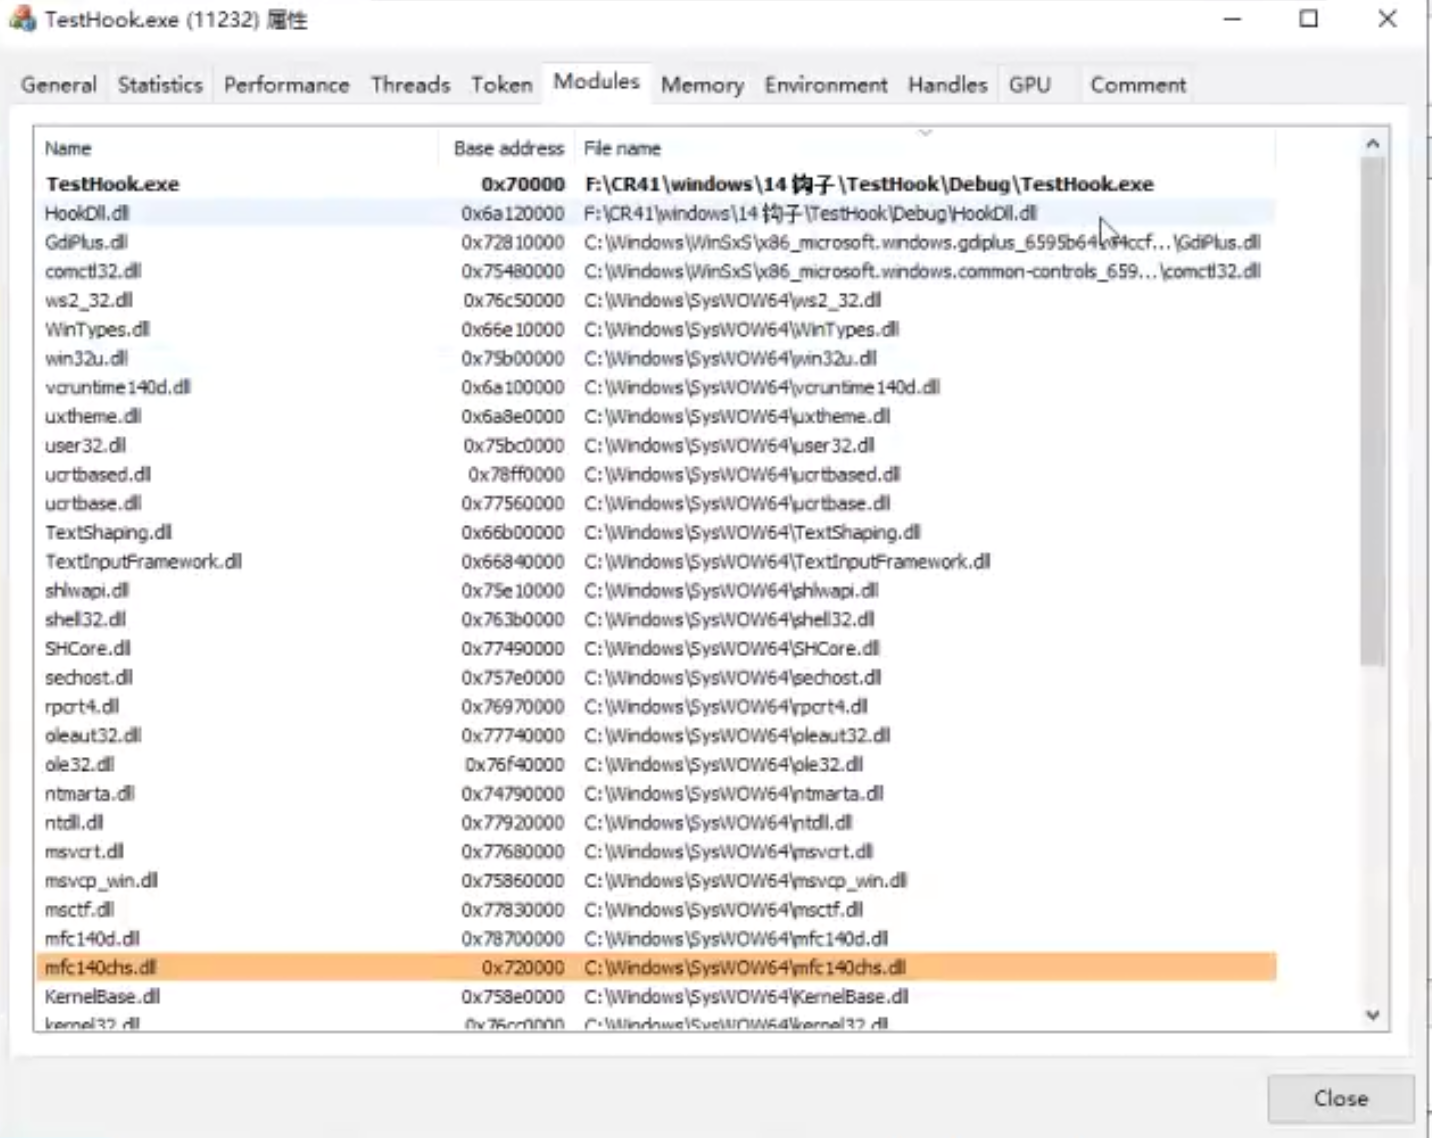 TestHook.exe (11232) 属性
General Statistics Performance Threads Token Modules Memory Environment Handles GPU Comment
Name Base address File name
TestHook.exe 0x70000 F:\CR41\windows\14 钩子\TestHook\Debug\TestHook.exe
HookDll.dll 0x6a120000 F:\CR41\windows\14 钩子\TestHook\Debug\HookDll.dll
GdiPlus.dll 0x72810000 C:\Windows\WinSxS\x86_microsoft.windows.gdiplus_6595b64...\GdiPlus.dll
comctl32.dll 0x75480000 C:\Windows\WinSxS\x86_microsoft.windows.common-controls_659...\comctl32.dll
ws2_32.dll 0x76c50000 C:\Windows\SysWOW64\ws2_32.dll
WinTypes.dll 0x66e10000 C:\Windows\SysWOW64\WinTypes.dll
win32u.dll 0x75b00000 C:\Windows\SysWOW64\win32u.dll
vcruntime140d.dll 0x6a100000 C:\Windows\SysWOW64\vcruntime140d.dll
uxtheme.dll 0x6a8e0000 C:\Windows\SysWOW64\uxtheme.dll
user32.dll 0x75bc0000 C:\Windows\SysWOW64\user32.dll
ucrtbased.dll 0x78ff0000 C:\Windows\SysWOW64\ucrtbased.dll
ucrtbase.dll 0x77560000 C:\Windows\SysWOW64\ucrtbase.dll
TextShaping.dll 0x66b00000 C:\Windows\SysWOW64\TextShaping.dll
TextInputFramework.dll 0x66840000 C:\Windows\SysWOW64\TextInputFramework.dll
shlwapi.dll 0x75e10000 C:\Windows\SysWOW64\shlwapi.dll
shell32.dll 0x763b0000 C:\Windows\SysWOW64\shell32.dll
SHCore.dll 0x77490000 C:\Windows\SysWOW64\SHCore.dll
sechost.dll 0x757e0000 C:\Windows\SysWOW64\sechost.dll
rpcrt4.dll 0x76970000 C:\Windows\SysWOW64\rpcrt4.dll
oleaut32.dll 0x77740000 C:\Windows\SysWOW64\oleaut32.dll
ole32.dll 0x76f40000 C:\Windows\SysWOW64\ole32.dll
ntmarta.dll 0x74790000 C:\Windows\SysWOW64\ntmarta.dll
ntdll.dll 0x77920000 C:\Windows\SysWOW64\ntdll.dll
msvcrt.dll 0x77680000 C:\Windows\SysWOW64\msvcrt.dll
msvcp_win.dll 0x75860000 C:\Windows\SysWOW64\msvcp_win.dll
msctf.dll 0x77830000 C:\Windows\SysWOW64\msctf.dll
mfc140d.dll 0x78700000 C:\Windows\SysWOW64\mfc140d.dll
mfc140chs.dll 0x720000 C:\Windows\SysWOW64\mfc140chs.dll
KernelBase.dll 0x758e0000 C:\Windows\SysWOW64\KernelBase.dll
kernel32.dll 0x76cc0000 C:\Windows\SysWOW64\kernel32.dll
Close